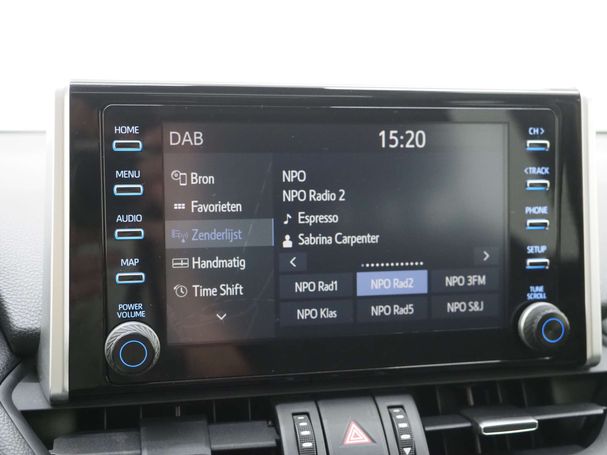 HOME
MENU
AUDIO
MAP
POWER
VOLUME
DAB
15:20
Bron
Favorieten
Zenderlijst
Handmatig
Time Shift
NPO
NPO Radio 2
Espresso
Sabrina Carpenter
NPO Rad1
NPO Rad2
NPO 3FM
NPO Klas
NPO Rad5
NPO S&J
CH >
< TRACK
PHONE
SETUP
TUNE
SCROLL